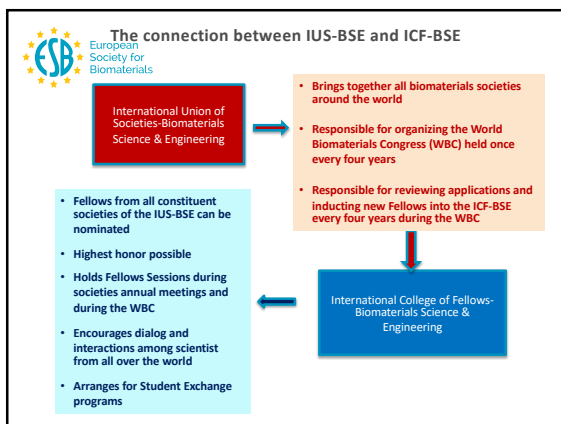 The connection between IUS-BSE and ICF-BSE
ESB
European
Society for
Biomaterials
International Union of
Societies-Biomaterials
Science & Engineering
• Brings together all biomaterials societies
around the world
• Responsible for organizing the World
Biomaterials Congress (WBC) held once
every four years
• Responsible for reviewing applications and
inducting new Fellows into the ICF-BSE
every four years during the WBC
International College of Fellows-
Biomaterials Science &
Engineering
• Fellows from all constituent
societies of the IUS-BSE can be
nominated
• Highest honor possible
• Holds Fellows Sessions during
societies annual meetings and
during the WBC
• Encourages dialog and
interactions among scientist
from all over the world
• Arranges for Student Exchange
programs